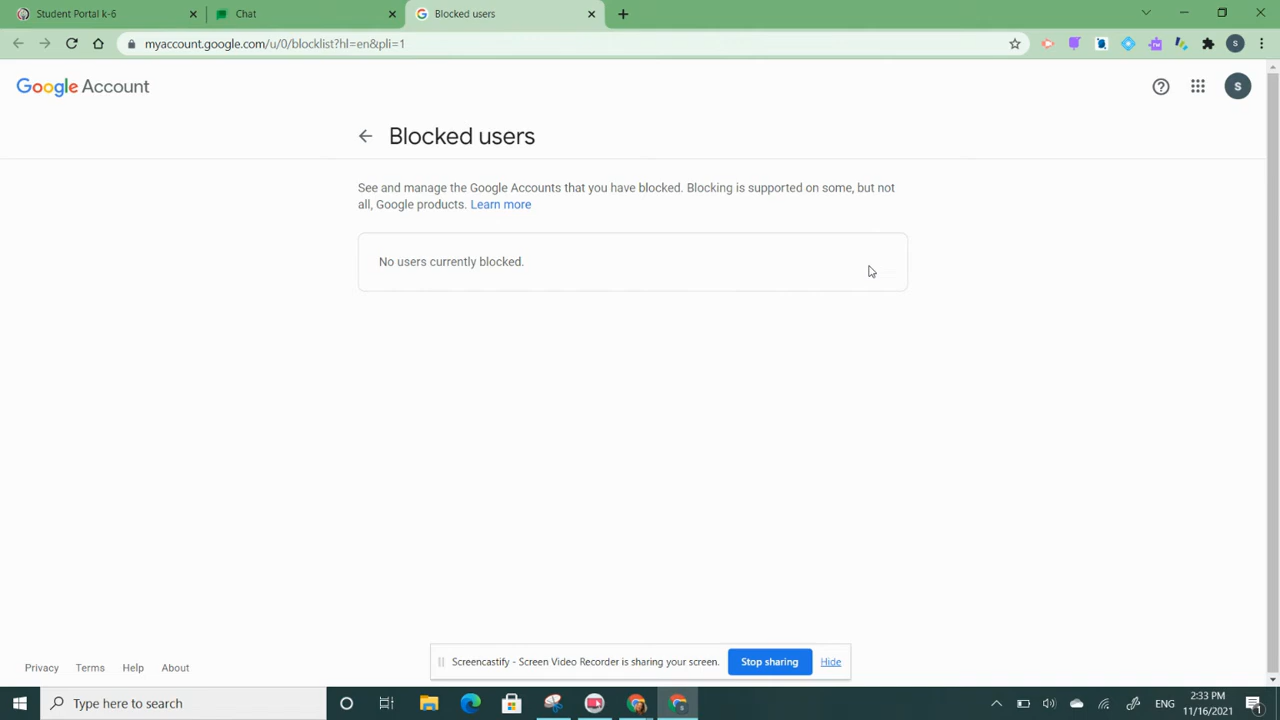 Student Portal k-6
Chat
Blocked users
myaccount.google.com/u/0/blocklist?hl=en&pli=1
S
Google Account
S
Blocked users
See and manage the Google Accounts that you have blocked. Blocking is supported on some, but not
all, Google products. Learn more
No users currently blocked.
Screencastify - Screen Video Recorder is sharing your screen.
Stop sharing
Hide
Privacy
Terms
Help
About
Type here to search
ENG
2:33 PM
11/16/2021
1